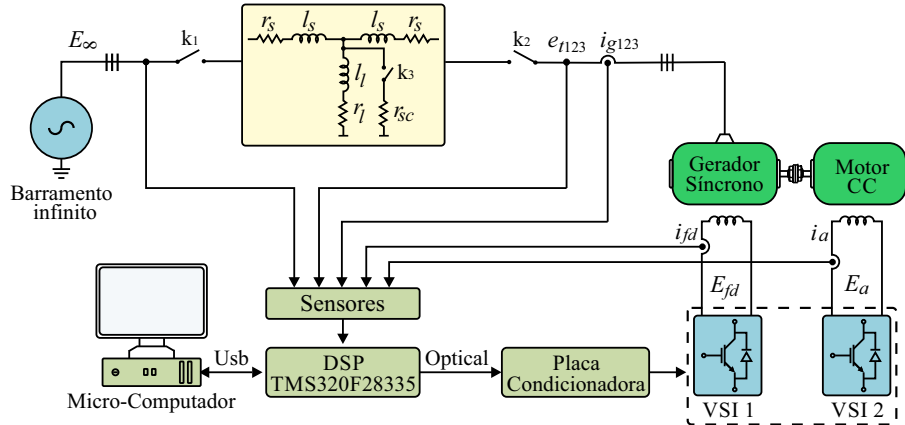 E∞
k1
rs
ls
ls
rs
ll
k3
rl
rsc
k2
et123
ig123
Barramento
infinito
Gerador
Síncrono
Motor
CC
ifd
ia
Efd
Ea
Sensores
Usb
DSP
TMS320F28335
Optical
Placa
Condicionadora
Micro-Computador
VSI 1
VSI 2